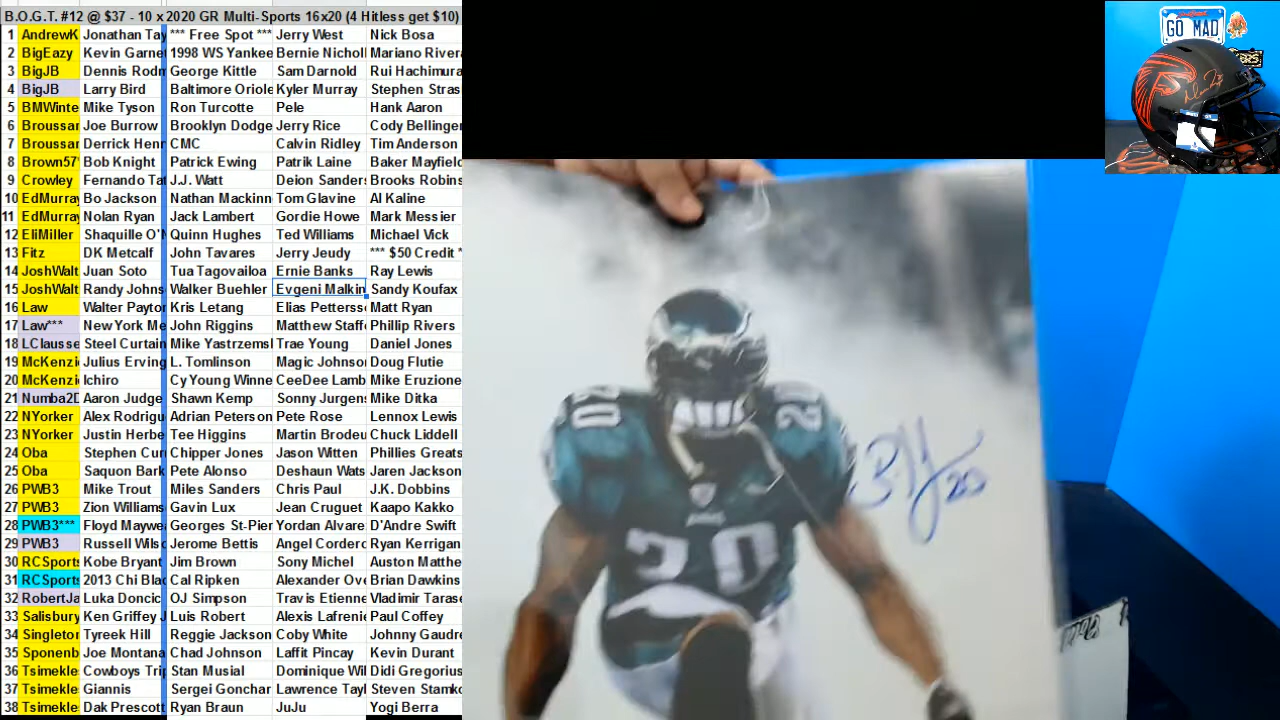 B.O.G.T. #12 @ $37 - 10 x 2020 GR Multi-Sports 16x20 (4 Hitless get $10)
1 AndrewK Jonathan Tay *** Free Spot *** Jerry West Nick Bosa
2 BigEazy Kevin Garne 1998 WS Yankee Bernie Nicholl Mariano River
3 BigJB Dennis Rodm George Kittle Sam Darnold Rui Hachimura
4 BigJB Larry Bird Baltimore Oriole Kyler Murray Stephen Stras
5 BMWinte Mike Tyson Ron Turcotte Pele Hank Aaron
6 Broussar Joe Burrow Brooklyn Dodge Jerry Rice Cody Bellinger
7 Broussar Derrick Henr CMC Calvin Ridley Tim Anderson
8 Brown57 Bob Knight Patrick Ewing Patrik Laine Baker Mayfield
9 Crowley Fernando Tat J.J. Watt Deion Sander Brooks Robins
10 EdMurray Bo Jackson Nathan Mackinn Tom Glavine Al Kaline
11 EdMurray Nolan Ryan Jack Lambert Gordie Howe Mark Messier
12 EliMiller Shaquille O'N Quinn Hughes Ted Williams Michael Vick
13 Fitz DK Metcalf John Tavares Jerry Jeudy *** $50 Credit *
14 JoshWalt Juan Soto Tua Tagovailoa Ernie Banks Ray Lewis
15 JoshWalt Randy Johns Walker Buehler Evgeni Malkin Sandy Koufax
16 Law Walter Payto Kris Letang Elias Petterss Matt Ryan
17 Law*** New York Me John Riggins Matthew Staff Phillip Rivers
18 LClausse Steel Curtain Mike Yastrzemsl Trae Young Daniel Jones
19 McKenzi Julius Erving L. Tomlinson Magic Johnson Doug Flutie
20 McKenzi Ichiro Cy Young Winne CeeDee Lamb Mike Eruzione
21 Numba2D Aaron Judge Shawn Kemp Sonny Jurgens Mike Ditka
22 NYorker Alex Rodrigu Adrian Peterson Pete Rose Lennox Lewis
23 NYorker Justin Herbe Tee Higgins Martin Brodeu Chuck Liddell
24 Oba Stephen Cur Chipper Jones Jason Witten Phillies Greats
25 Oba Saquon Bark Pete Alonso Deshaun Wats Jaren Jackson
26 PWB3 Mike Trout Miles Sanders Chris Paul J.K. Dobbins
27 PWB3 Zion Williams Gavin Lux Jean Cruguet Kaapo Kakko
28 PWB3*** Floyd Maywea Georges St-Pier Yordan Alvare D'Andre Swift
29 PWB3 Russell Wils Jerome Bettis Angel Cordero Ryan Kerrigan
30 RCSports Kobe Bryant Jim Brown Sony Michel Auston Matthe
31 RCSports 2013 Chi Blac Cal Ripken Alexander Ove Brian Dawkins
32 RobertJa Luka Doncic OJ Simpson Travis Etienne Vladimir Tarase
33 Salisbury Ken Griffey J Luis Robert Alexis Lafrenie Paul Coffey
34 Singleton Tyreek Hill Reggie Jackson Coby White Johnny Gaudre
35 Sponenb Joe Montana Chad Johnson Laffit Pincay Kevin Durant
36 Tsimekle Cowboys Trip Stan Musial Dominique Wil Didi Gregorius
37 Tsimekle Giannis Sergei Gonchar Lawrence Tayl Steven Stamko
38 Tsimekle Dak Prescott Ryan Braun JuJu Yogi Berra
GO MAD
20
20
20
20